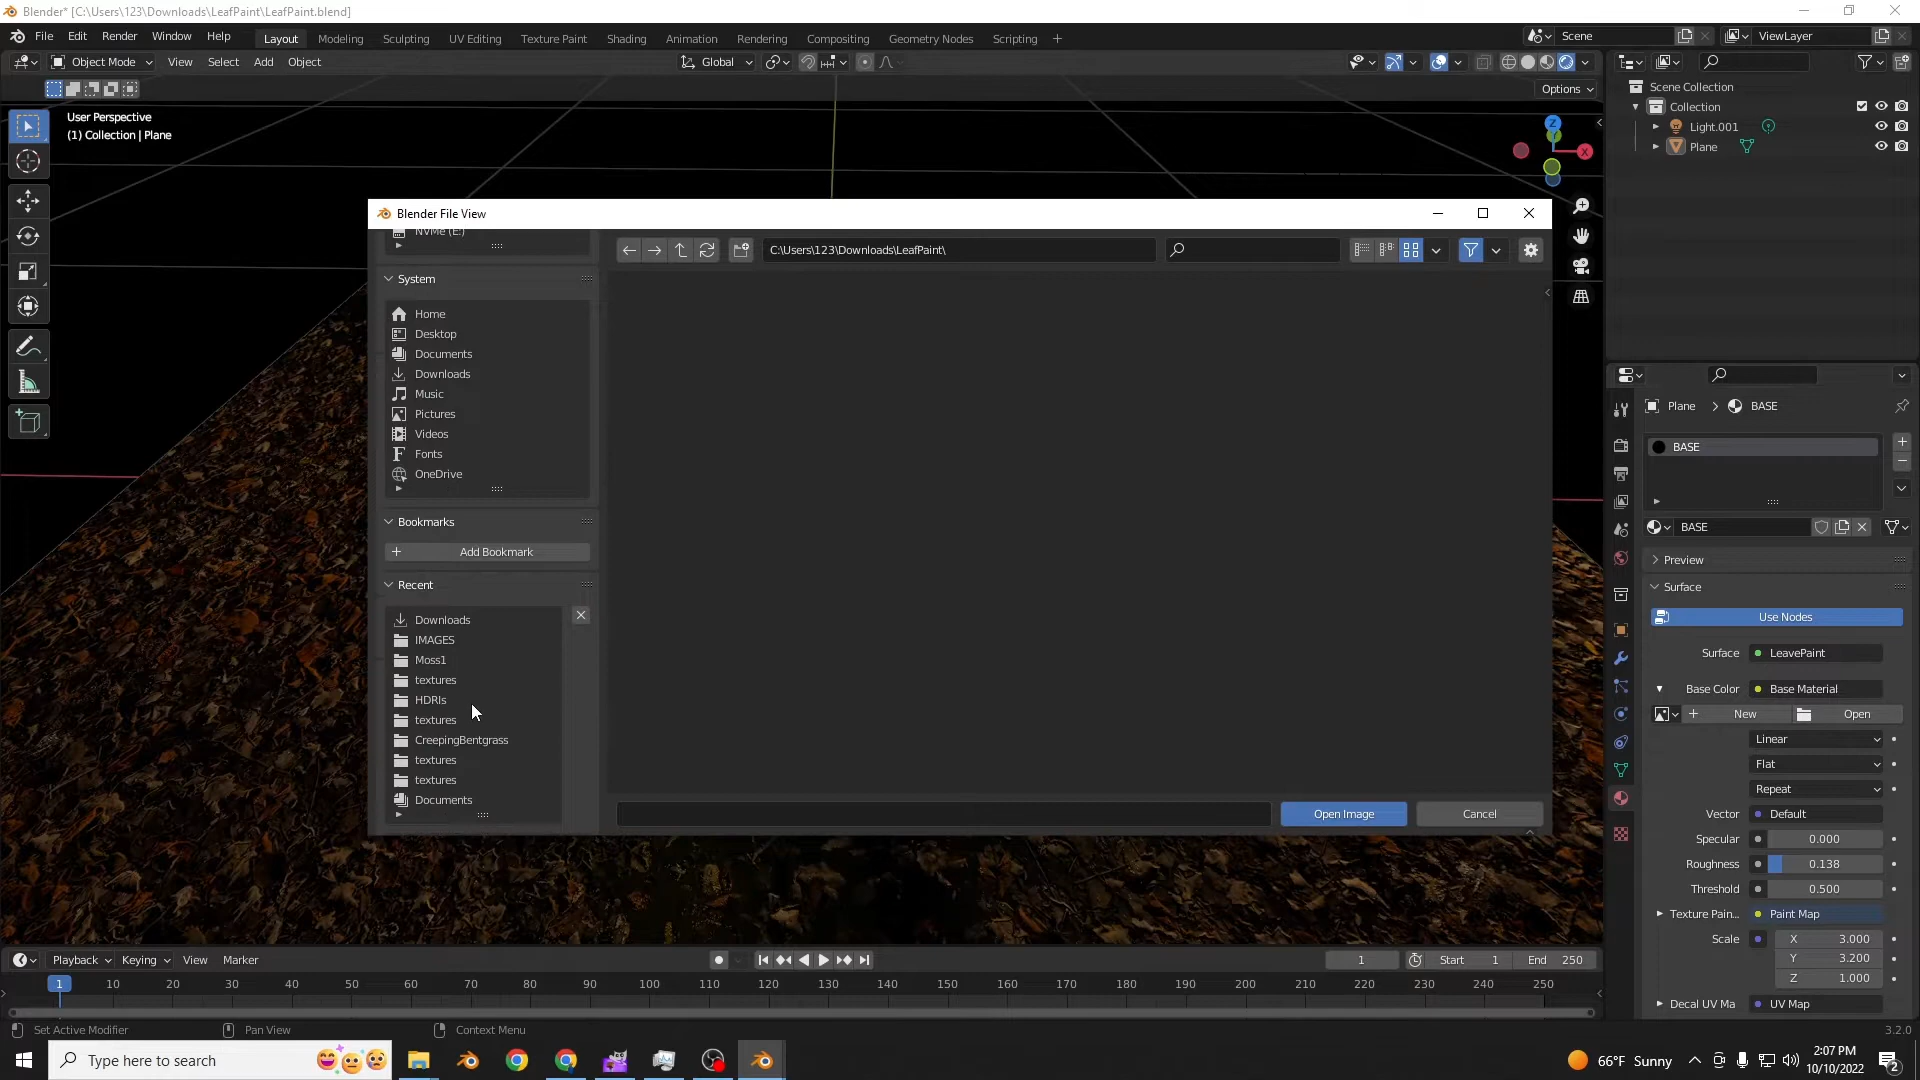 Blender* [C:\Users\123\Downloads\LeafPaint\LeafPaint.blend]
File Edit Render Window Help Layout Modeling Sculpting UV Editing Texture Paint Shading Animation Rendering Compositing Geometry Nodes Scripting + Scene ViewLayer
Object Mode View Select Add Object Global
Options
User Perspective
(1) Collection | Plane
Z
X
Scene Collection
Collection
Light.001
Plane
Blender File View
NVMe (E:)
C:\Users\123\Downloads\LeafPaint\
System
Home
Desktop
Documents
Downloads
Music
Pictures
Videos
Fonts
OneDrive
Bookmarks
Add Bookmark
Recent
Downloads
IMAGES
Moss1
textures
HDRIs
textures
CreepingBentgrass
textures
textures
Documents
Open Image Cancel
Plane > BASE
BASE
BASE
Preview
Surface
Use Nodes
Surface LeavePaint
Base Color Base Material
New Open
Linear
Flat
Repeat
Vector Default
Specular 0.000
Roughness 0.138
Threshold 0.500
Texture Pain... Paint Map
Scale X 3.000
Y 3.200
Z 1.000
Decal UV Ma UV Map
Playback Keying View Marker 1 Start 1 End 250
1 10 20 30 40 50 60 70 80 90 100 110 120 130 140 150 160 170 180 190 200 210 220 230 240 250
Set Active Modifier Pan View Context Menu 3.2.0
Type here to search 66°F Sunny 2:07 PM
10/10/2022 2